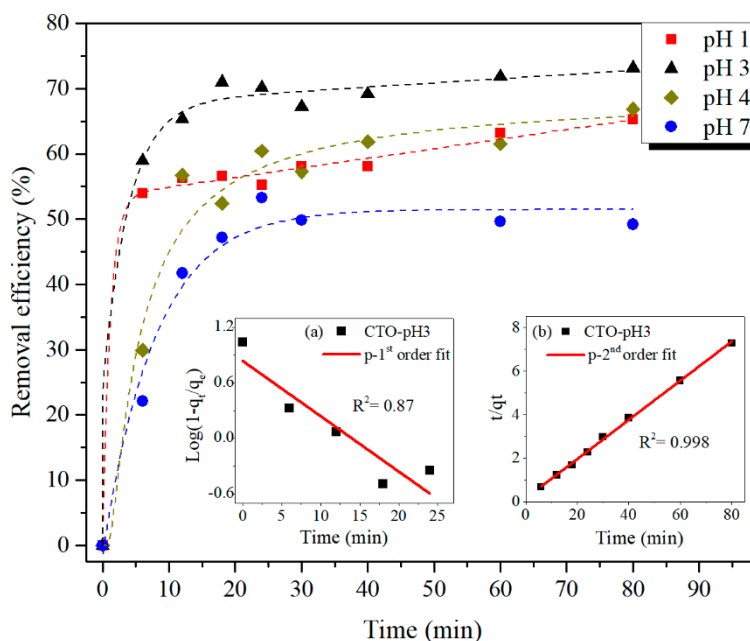 80
70
60
50
40
30
20
10
0
Removal efficiency (%)
0 10 20 30 40 50 60 70 80 90
Time (min)
pH 1
pH 3
pH 4
pH 7
(a)
CTO-pH3
p-1st order fit
R2= 0.87
1.2
0.6
0.0
-0.6
Log(1-qt/qe)
0 5 10 15 20 25
Time (min)
(b)
CTO-pH3
p-2nd order fit
R2= 0.998
8
6
4
2
0
t/qt
0 20 40 60 80
Time (min)